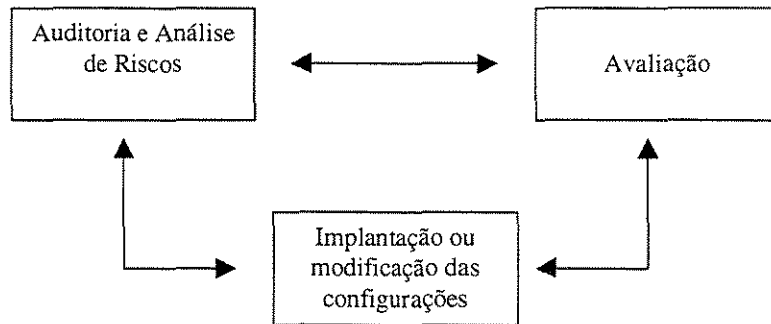 Auditoria e Análise
de Riscos
Avaliação
Implantação ou
modificação das
configurações